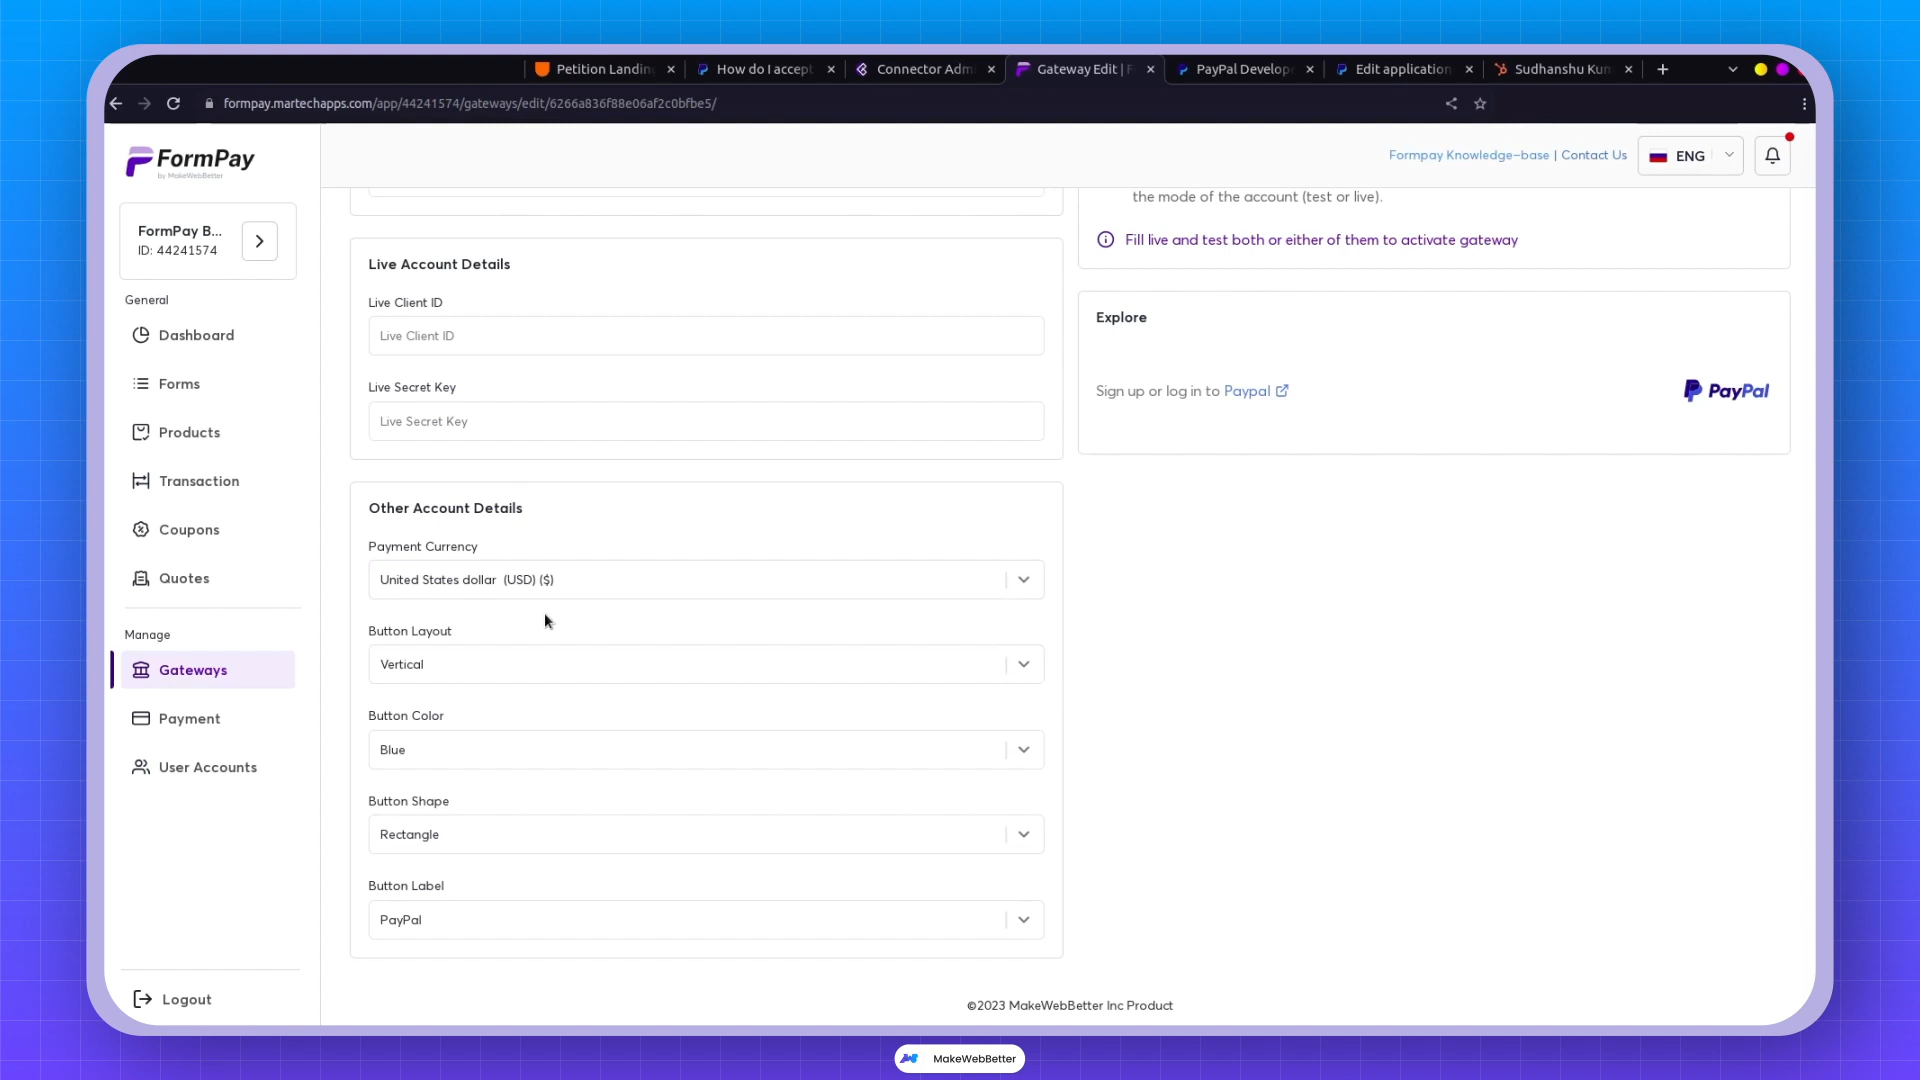 Petition Landin
How do I accept
Connector Adm
Gateway Edit | F
PayPal Develop
Edit application
Sudhanshu Kum
formpay.martechapps.com/app/44241574/gateways/edit/6266a836f88e06af2c0bfbe5/
FormPay
by MakeWebBetter
Formpay Knowledge-base | Contact Us
ENG
FormPay B...
ID: 44241574
General
Dashboard
Forms
Products
Transaction
Coupons
Quotes
Manage
Gateways
Payment
User Accounts
Logout
Live Account Details
Live Client ID
Live Client ID
Live Secret Key
Live Secret Key
Other Account Details
Payment Currency
United States dollar (USD) ($)
Button Layout
Vertical
Button Color
Blue
Button Shape
Rectangle
Button Label
PayPal
the mode of the account (test or live).
Fill live and test both or either of them to activate gateway
Explore
Sign up or log in to Paypal
PayPal
©2023 MakeWebBetter Inc Product
MakeWebBetter